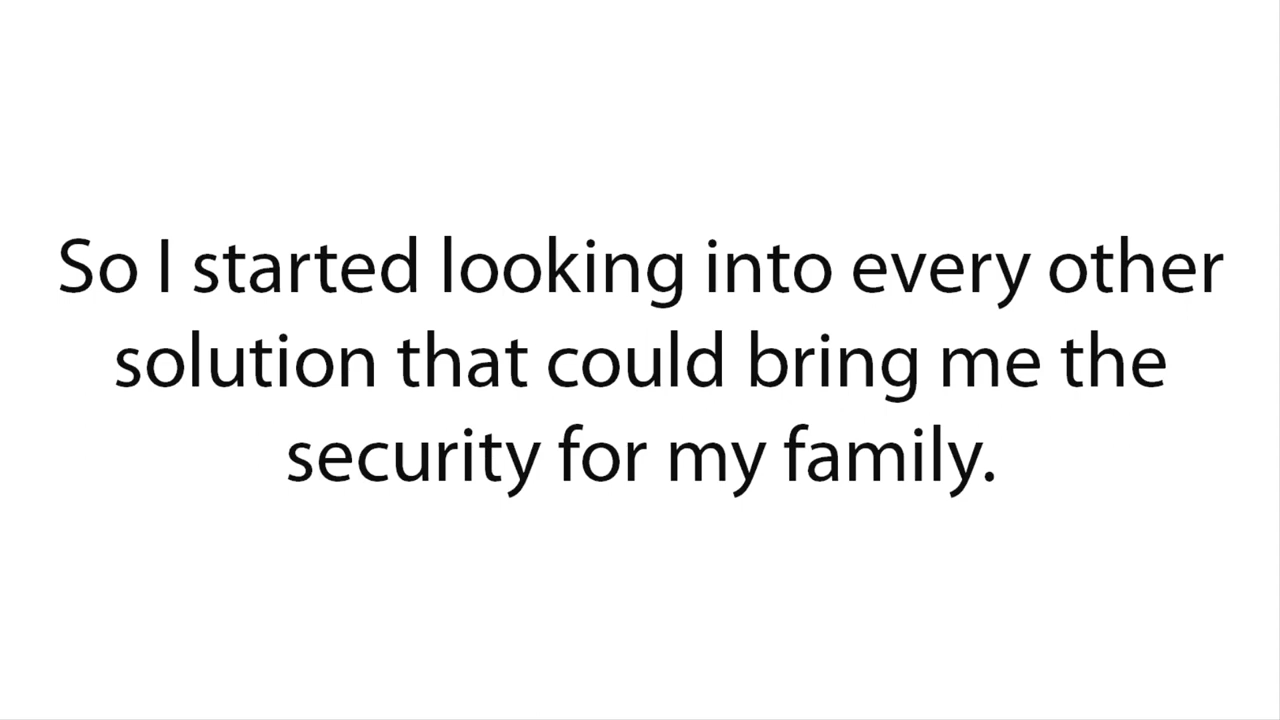 So I started looking into every other
solution that could bring me the
security for my family.